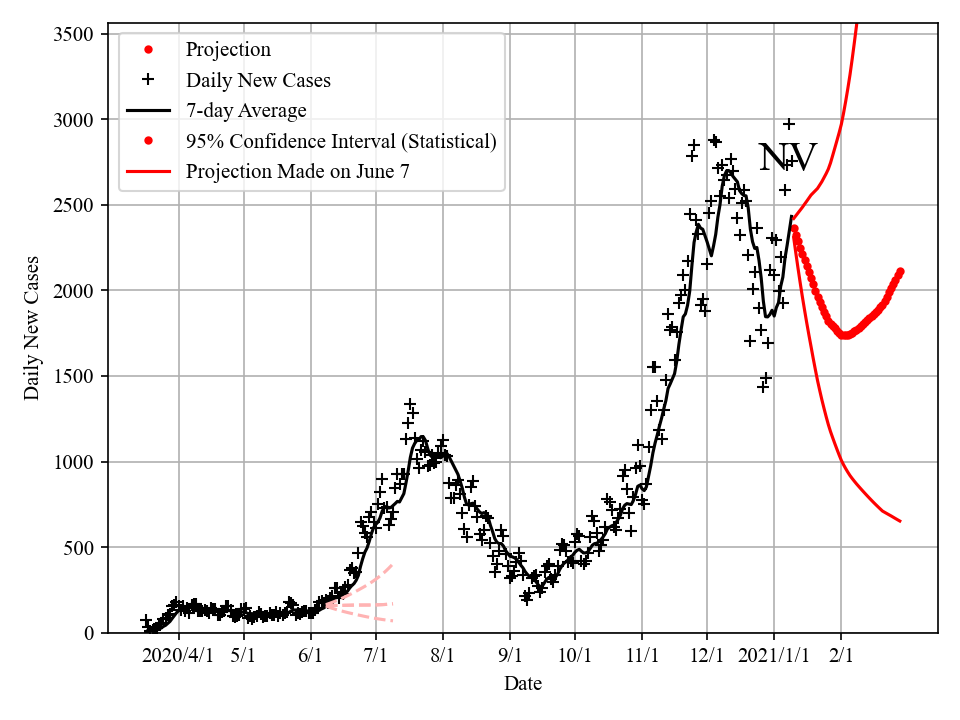 3500
3000
2500
2000
1500
1000
500
0
Daily New Cases
Projection
Daily New Cases
7-day Average
95% Confidence Interval (Statistical)
Projection Made on June 7
NV
2020/4/1 5/1 6/1 7/1 8/1 9/1 10/1 11/1 12/1 2021/1/1 2/1
Date